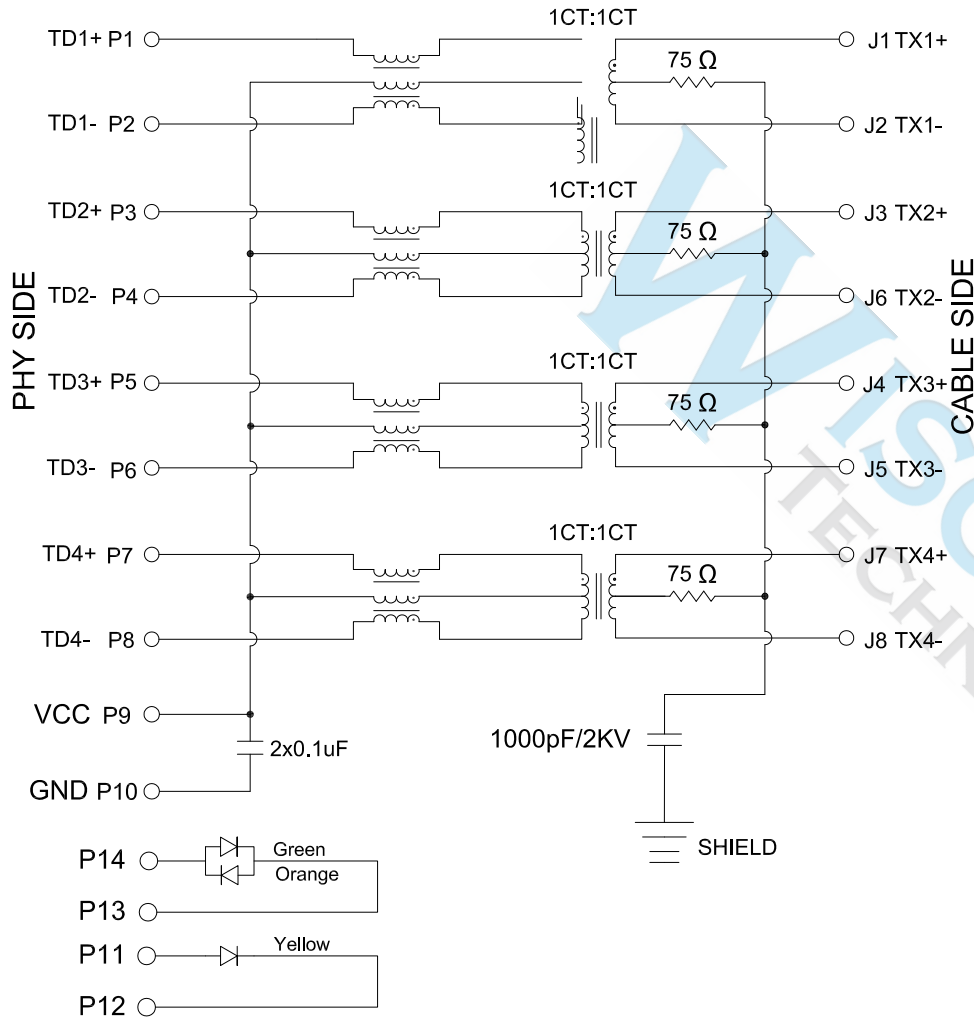 1CT:1CT
TD1+ P1
J1 TX1+
75 Ω
TD1- P2
J2 TX1-
1CT:1CT
TD2+ P3
J3 TX2+
75 Ω
TD2- P4
J6 TX2-
PHY SIDE
CABLE SIDE
1CT:1CT
TD3+ P5
J4 TX3+
75 Ω
TD3- P6
J5 TX3-
1CT:1CT
TD4+ P7
J7 TX4+
75 Ω
TD4- P8
J8 TX4-
VCC P9
2x0.1uF
1000pF/2KV
GND P10
SHIELD
P14
Green
Orange
P13
P11
Yellow
P12